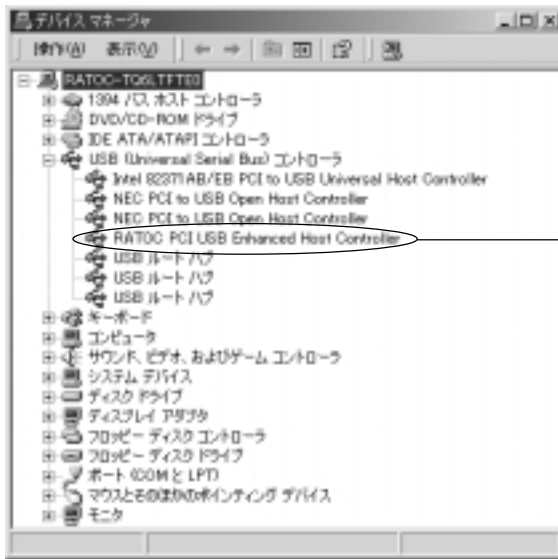 デバイス マネージャ
操作(A) 表示(V)
RATOC-TO6LTFTE0
1394 バス ホスト コントローラ
DVD/CD-ROM ドライブ
IDE ATA/ATAPI コントローラ
USB (Universal Serial Bus) コントローラ
Intel 82371AB/EB PCI to USB Universal Host Controller
NEC PCI to USB Open Host Controller
NEC PCI to USB Open Host Controller
RATOC PCI USB Enhanced Host Controller
USB ルート ハブ
USB ルート ハブ
USB ルート ハブ
キーボード
コンピュータ
サウンド、ビデオ、およびゲーム コントローラ
システム デバイス
ディスク ドライブ
ディスプレイ アダプタ
フロッピー ディスク コントローラ
フロッピー ディスク ドライブ
ポート (COM と LPT)
マウスとそのほかのポインティング デバイス
モニタ